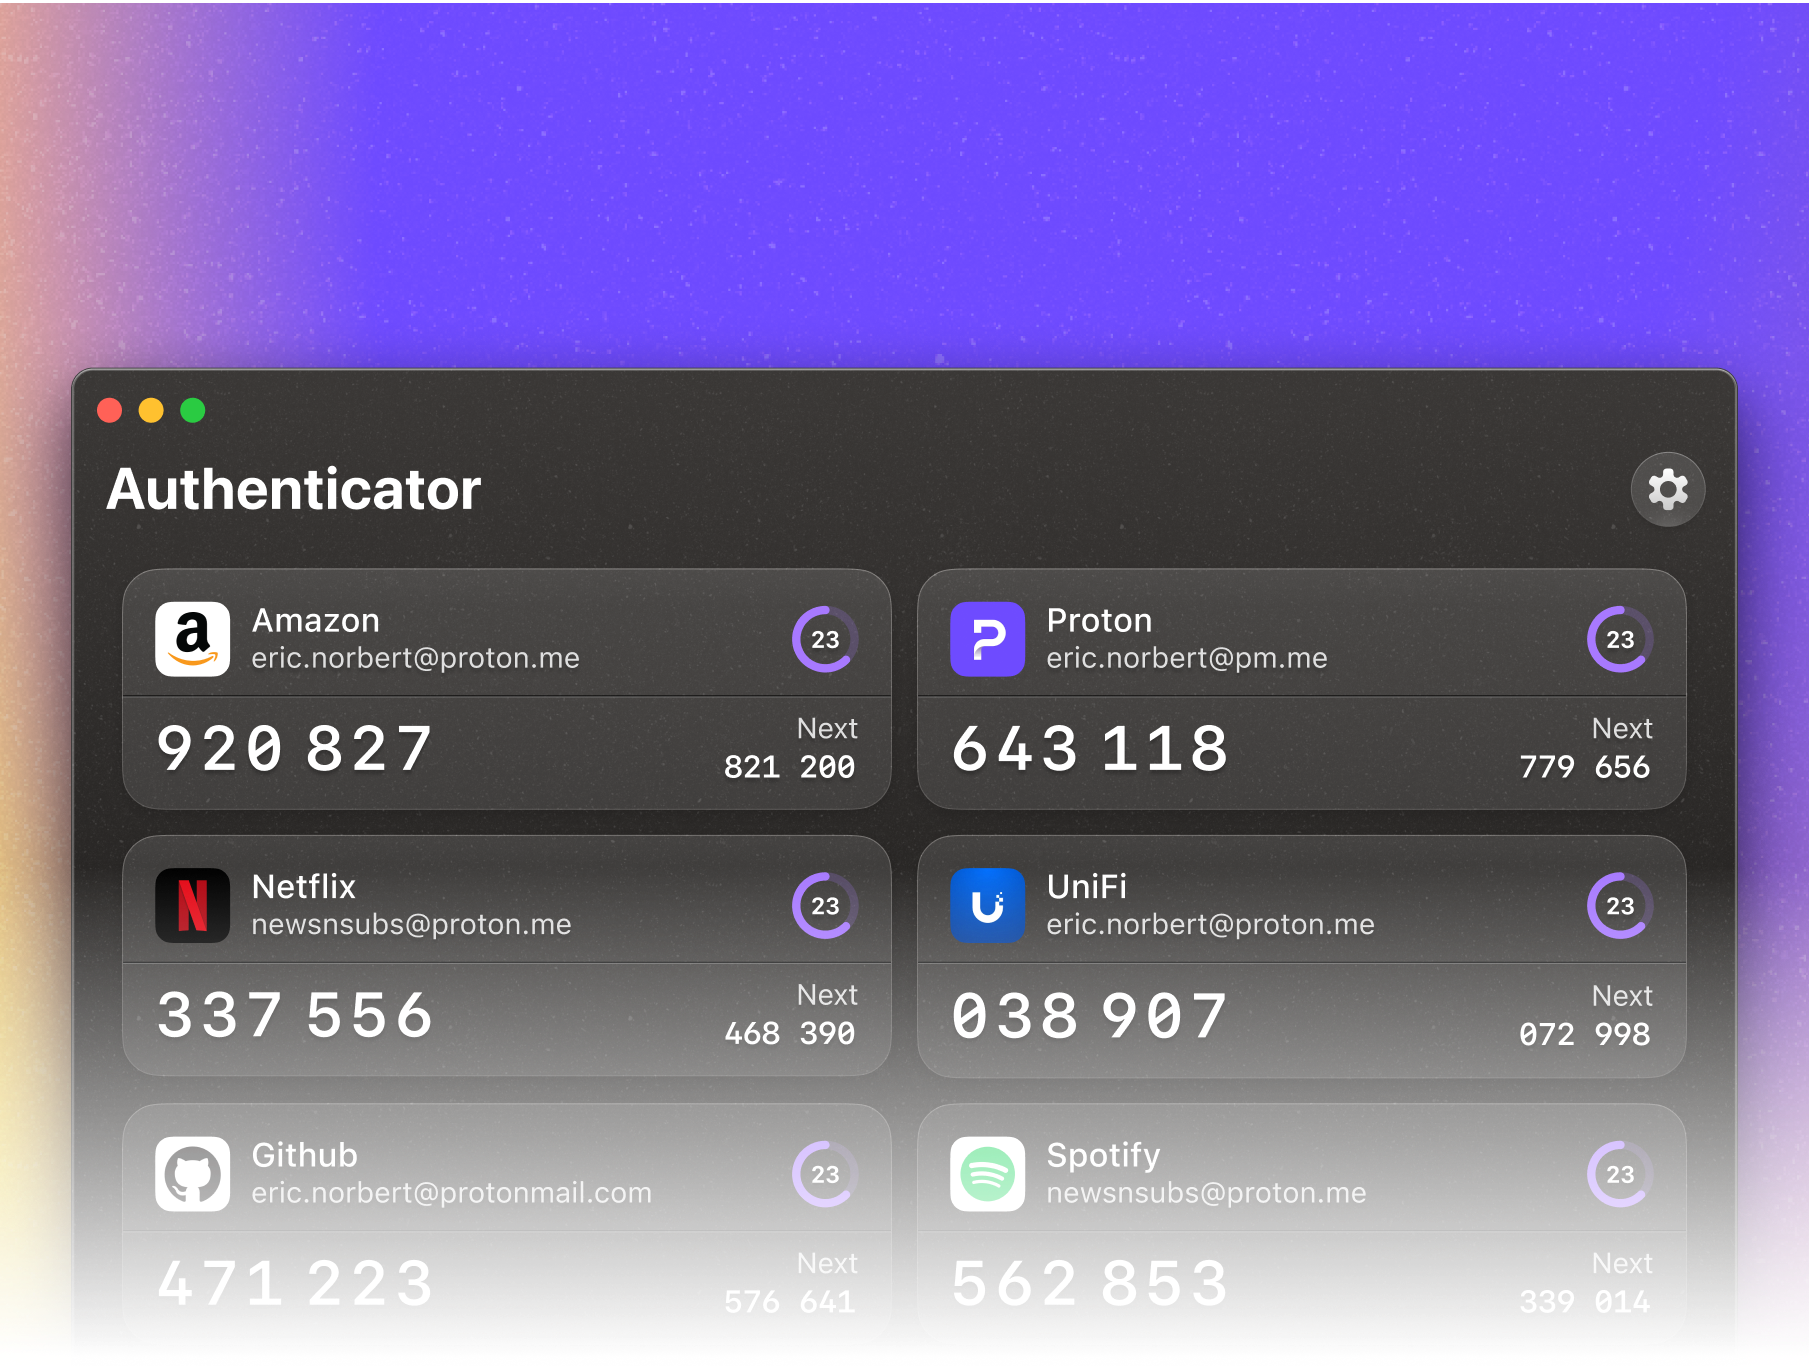 Authenticator
Amazon
eric.norbert@proton.me
23
920 827
Next
821 200
Proton
eric.norbert@pm.me
23
643 118
Next
779 656
Netflix
newsnsubs@proton.me
23
337 556
Next
468 390
UniFi
eric.norbert@proton.me
23
038 907
Next
072 998
Github
eric.norbert@protonmail.com
23
471 223
Next
576 641
Spotify
newsnsubs@proton.me
23
562 853
Next
339 014